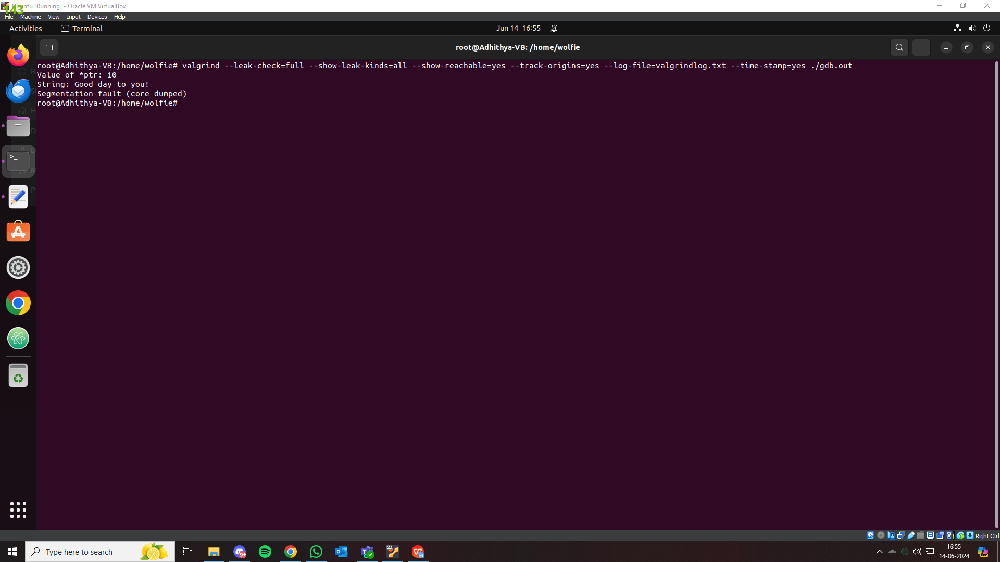 143
Ubuntu [Running] - Oracle VM VirtualBox
File Machine View Input Devices Help
Activities Terminal Jun 14 16:55
root@Adhithya-VB: /home/wolfie
root@Adhithya-VB:/home/wolfie# valgrind --leak-check=full --show-leak-kinds=all --show-reachable=yes --track-origins=yes --log-file=valgrindlog.txt --time-stamp=yes ./gdb.out
Value of *ptr: 10
String: Good day to you!
Segmentation fault (core dumped)
root@Adhithya-VB:/home/wolfie#
Right Ctrl
Type here to search
9+
16:55
14-06-2024
PRE